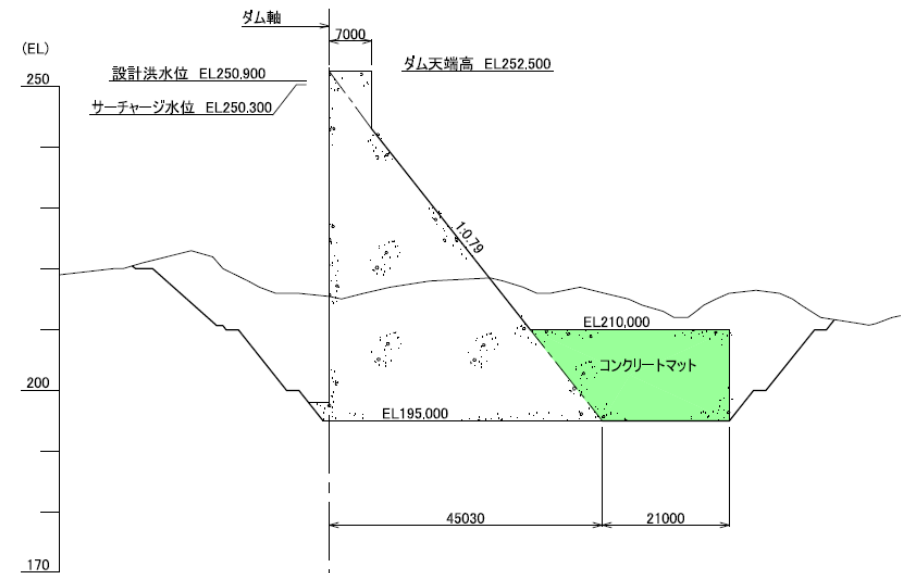 ダム軸
7000
(EL)
ダム天端高 EL252,500
設計洪水位 EL250,900
250
サーチャージ水位 EL250,300
1:0.79
EL210,000
コンクリートマット
200
EL195,000
45030
21000
170